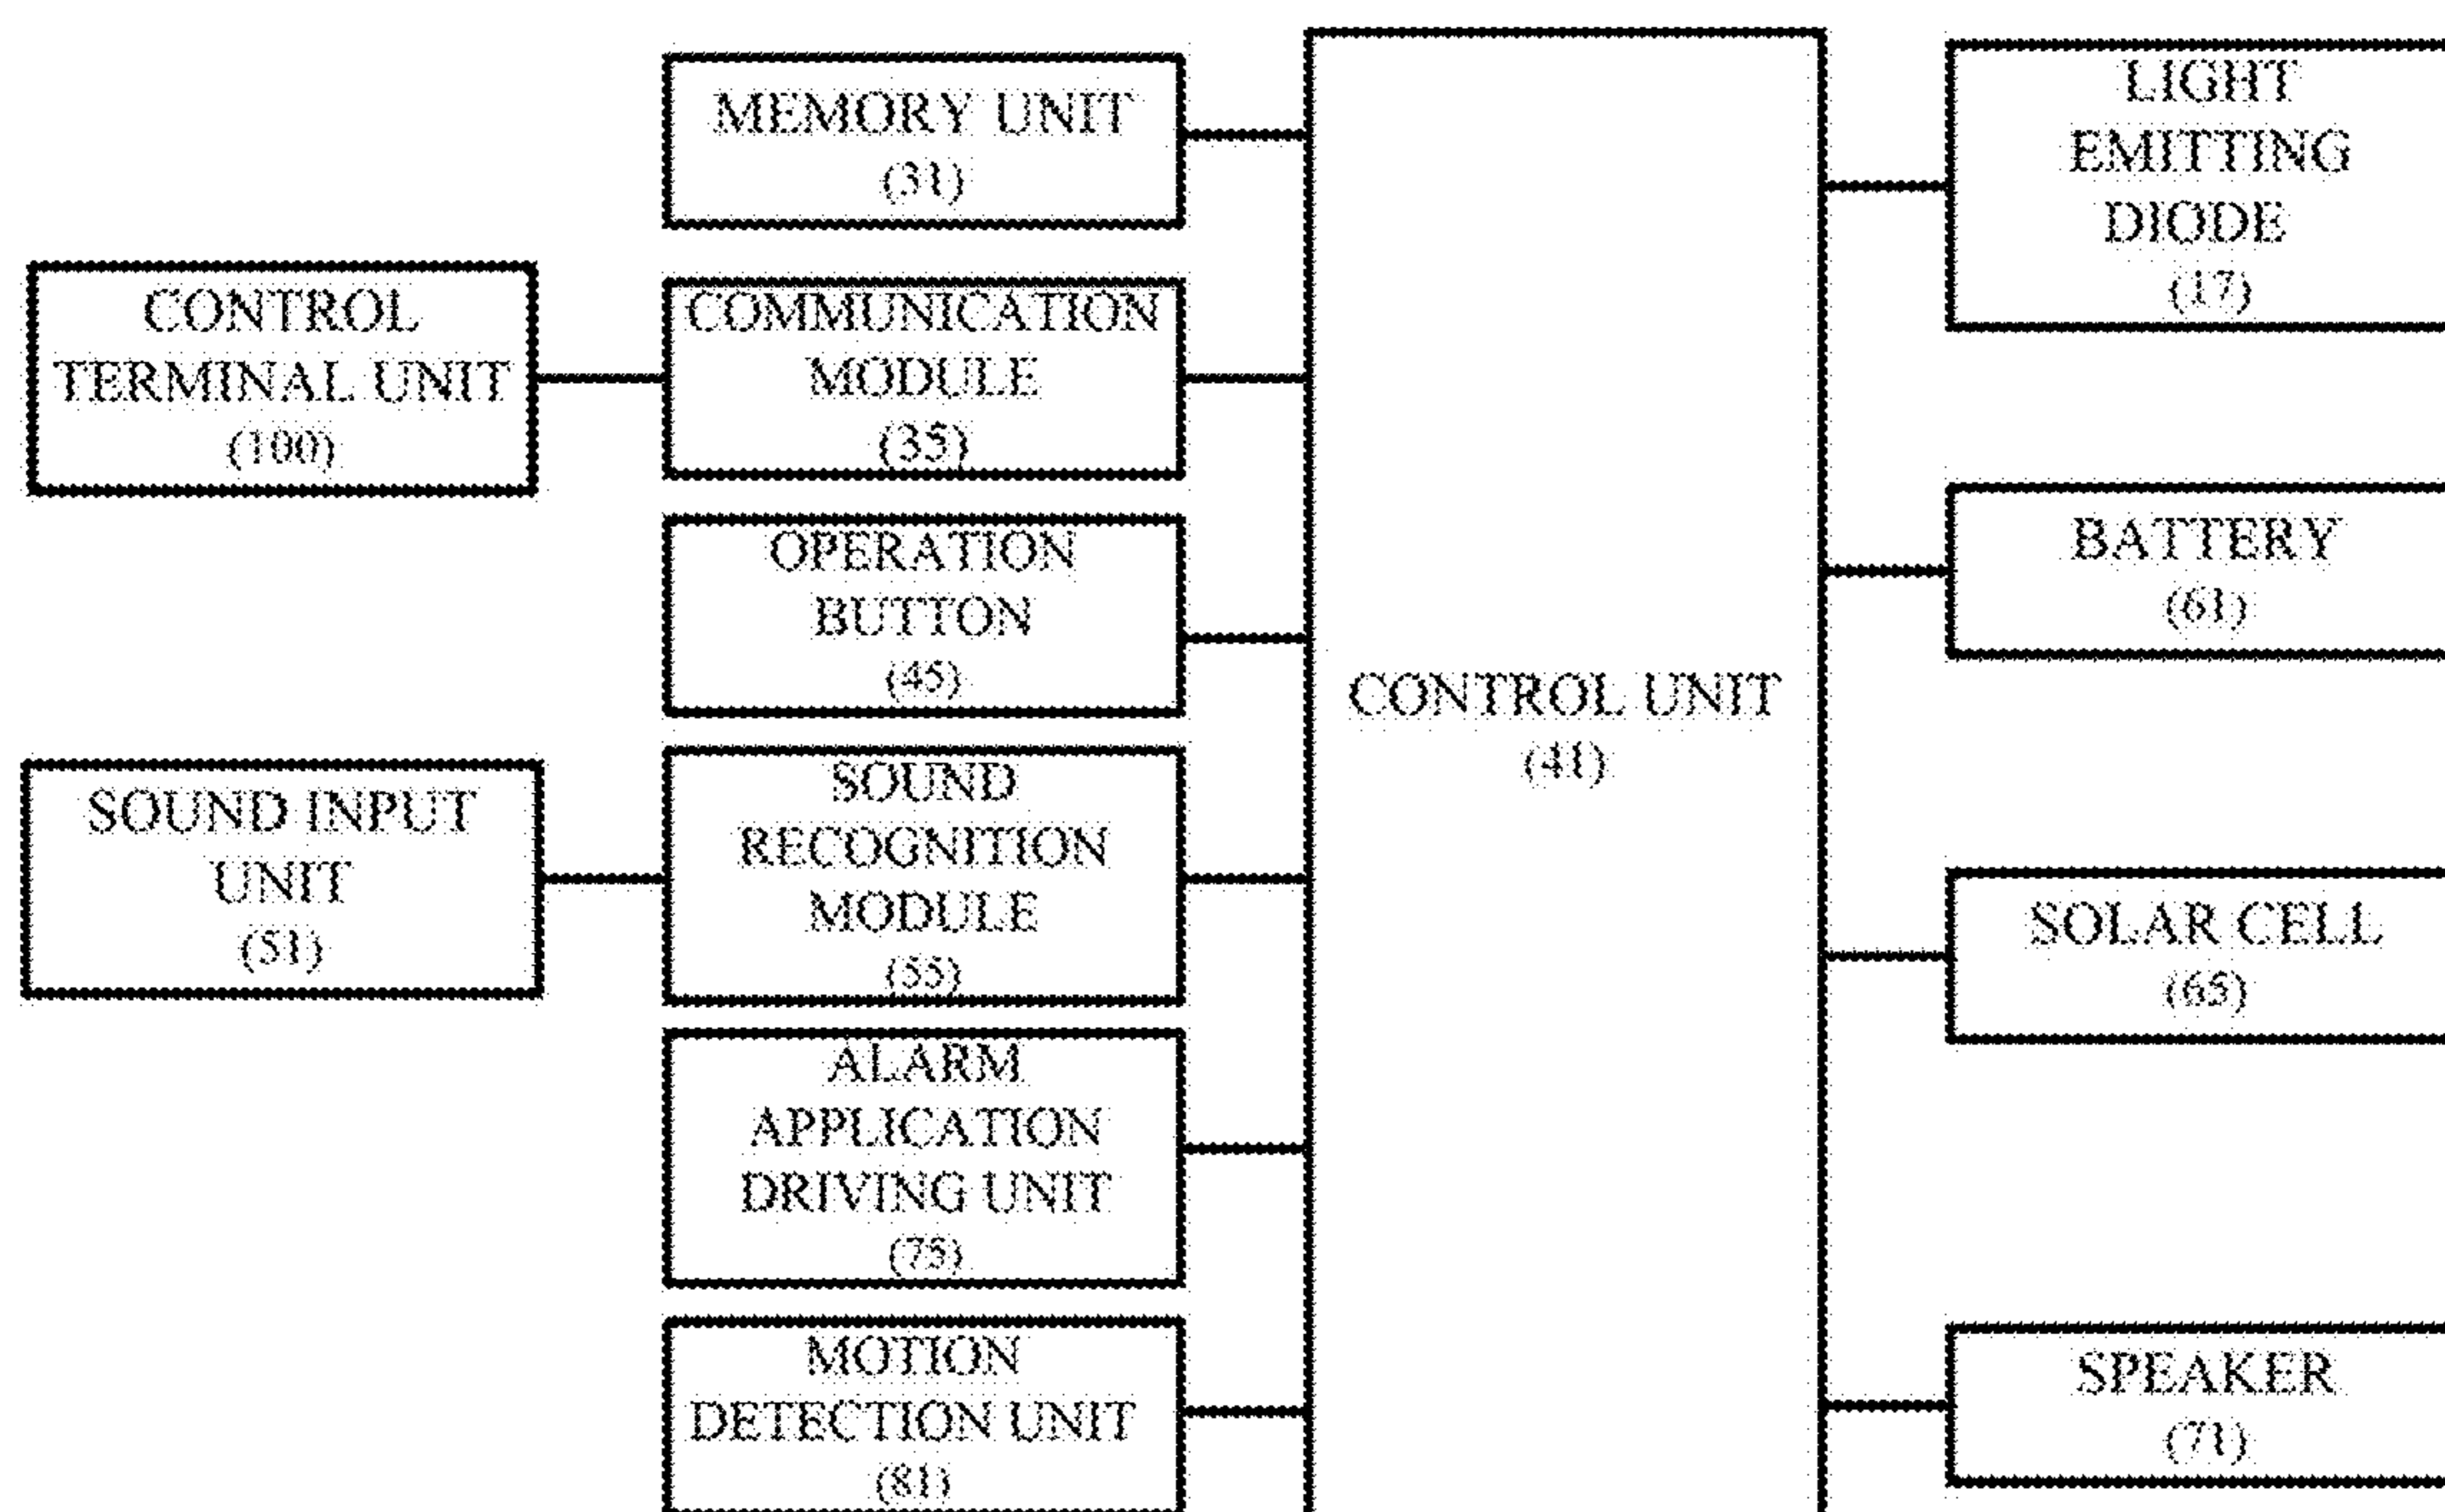 MEMORY UNIT
(31)
CONTROL
TERMINAL UNIT
(100)
COMMUNICATION
MODULE
(35)
OPERATION
BUTTON
(45)
SOUND INPUT
UNIT
(51)
SOUND
RECOGNITION
MODULE
(55)
ALARM
APPLICATION
DRIVING UNIT
(75)
MOTION
DETECTION UNIT
(81)
CONTROL UNIT
(41)
LIGHT
EMITTING
DIODE
(17)
BATTERY
(61)
SOLAR CELL
(65)
SPEAKER
(71)